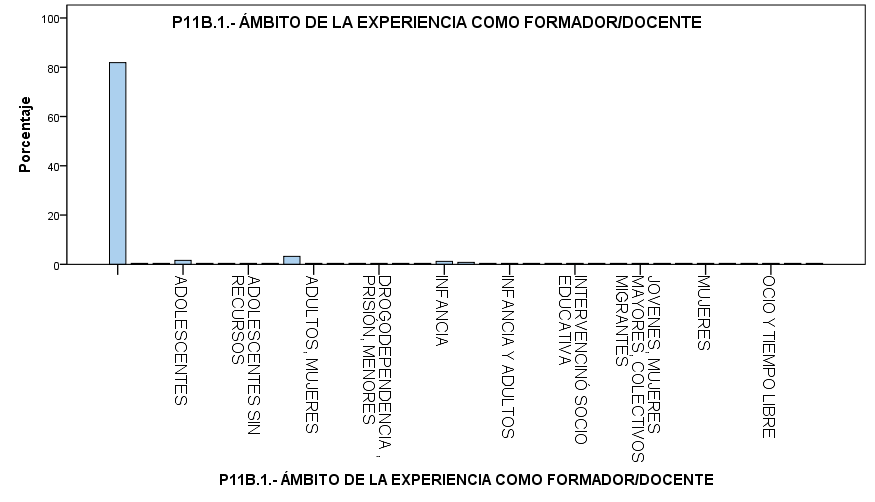 P11B.1.- ÁMBITO DE LA EXPERIENCIA COMO FORMADOR/DOCENTE
Porcentaje
100
80
60
40
20
0
ADOLESCENTES
ADOLESCENTES SIN
RECURSOS
ADULTOS, MUJERES
DROGODEPENDENCIA ,
PRISIÓN, MENORES
INFANCIA
INFANCIA Y ADULTOS
INTERVENCINÓ SOCIO
EDUCATIVA
JOVENES, MUJERES
MAYORES, COLECTIVOS
MIGRANTES
MUJERES
OCIO Y TIEMPO LIBRE
P11B.1.- ÁMBITO DE LA EXPERIENCIA COMO FORMADOR/DOCENTE